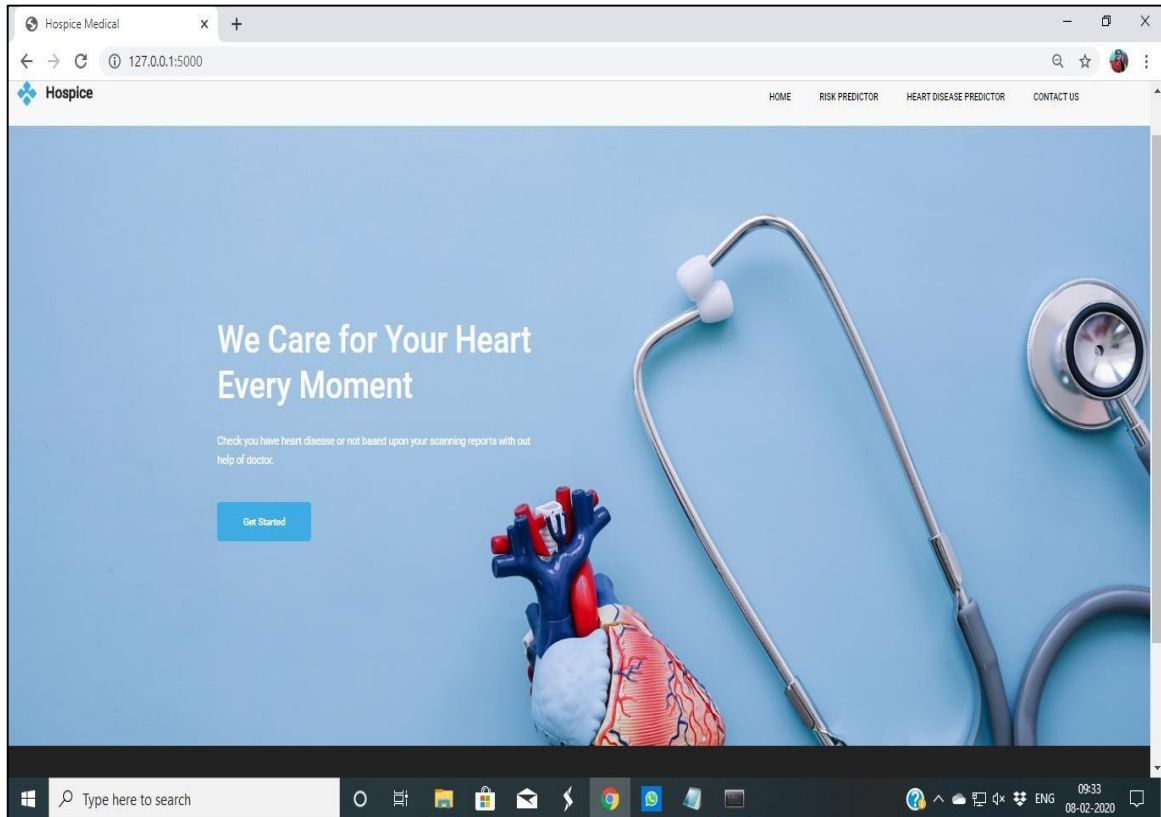 Hospice Medical
127.0.0.1:5000
Hospice
HOME RISK PREDICTOR HEART DISEASE PREDICTOR CONTACT US
We Care for Your Heart
Every Moment
Check you have heart disease or not based upon your scanning reports with out
help of doctor.
Get Started
Type here to search
ENG
09:33
08-02-2020